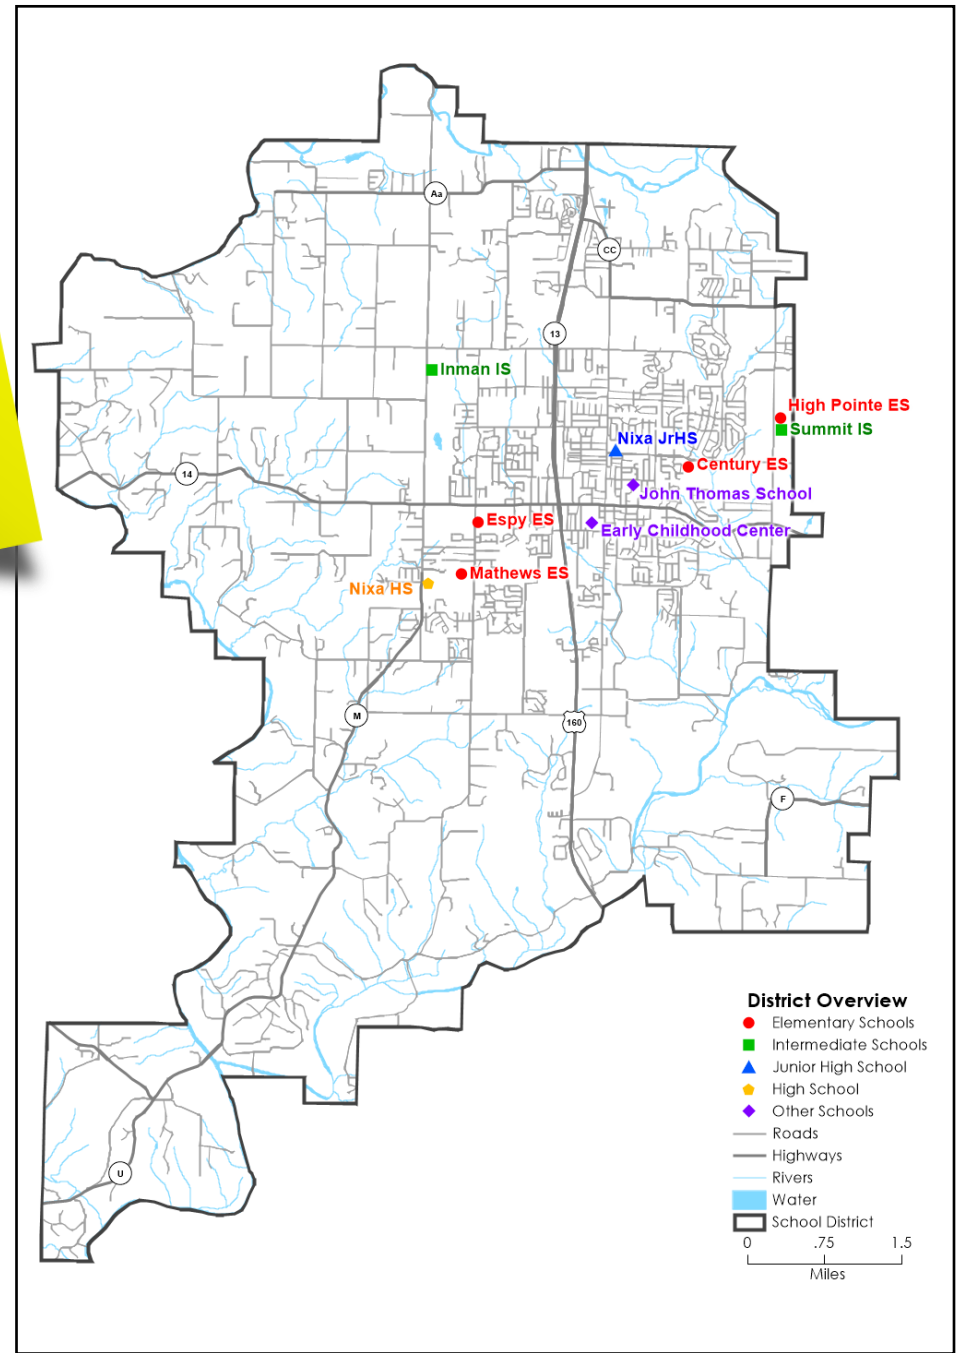 Aa
CC
13
Inman IS
High Pointe ES
Summit IS
Nixa JrHS
Century ES
14
John Thomas School
Espy ES
Early Childhood Center
Mathews ES
Nixa HS
M
160
F
U
District Overview
Elementary Schools
Intermediate Schools
Junior High School
High School
Other Schools
Roads
Highways
Rivers
Water
School District
0 .75 1.5
Miles